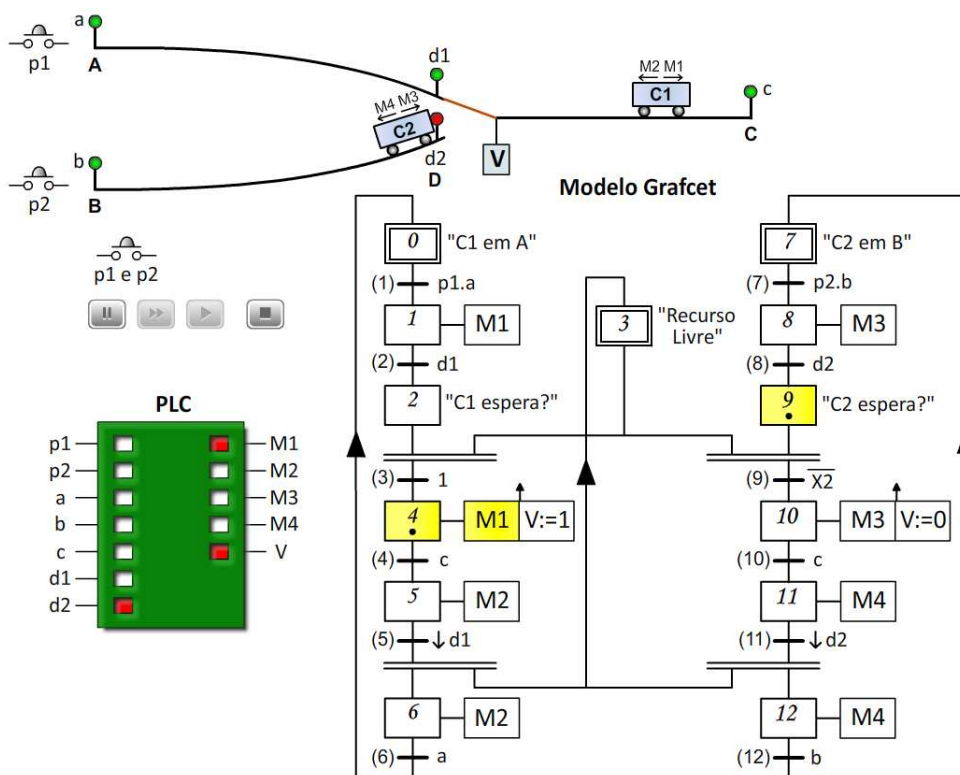 a
p1
A
d1
M2 M1
C1
c
C
M4 M3
C2
d2
D
V
b
p2
B
Modelo Grafcet
p1 e p2
PLC
p1
p2
a
b
c
d1
d2
M1
M2
M3
M4
V
0 "C1 em A"
(1) p1.a
1 M1
(2) d1
2 "C1 espera?"
(3) 1
4 M1 V:=1
(4) c
5 M2
(5) ↓d1
6 M2
(6) a
3 "Recurso
Livre"
7 "C2 em B"
(7) p2.b
8 M3
(8) d2
9 "C2 espera?"
(9) X̅2̅
10 M3 V:=0
(10) c
11 M4
(11) ↓d2
12 M4
(12) b